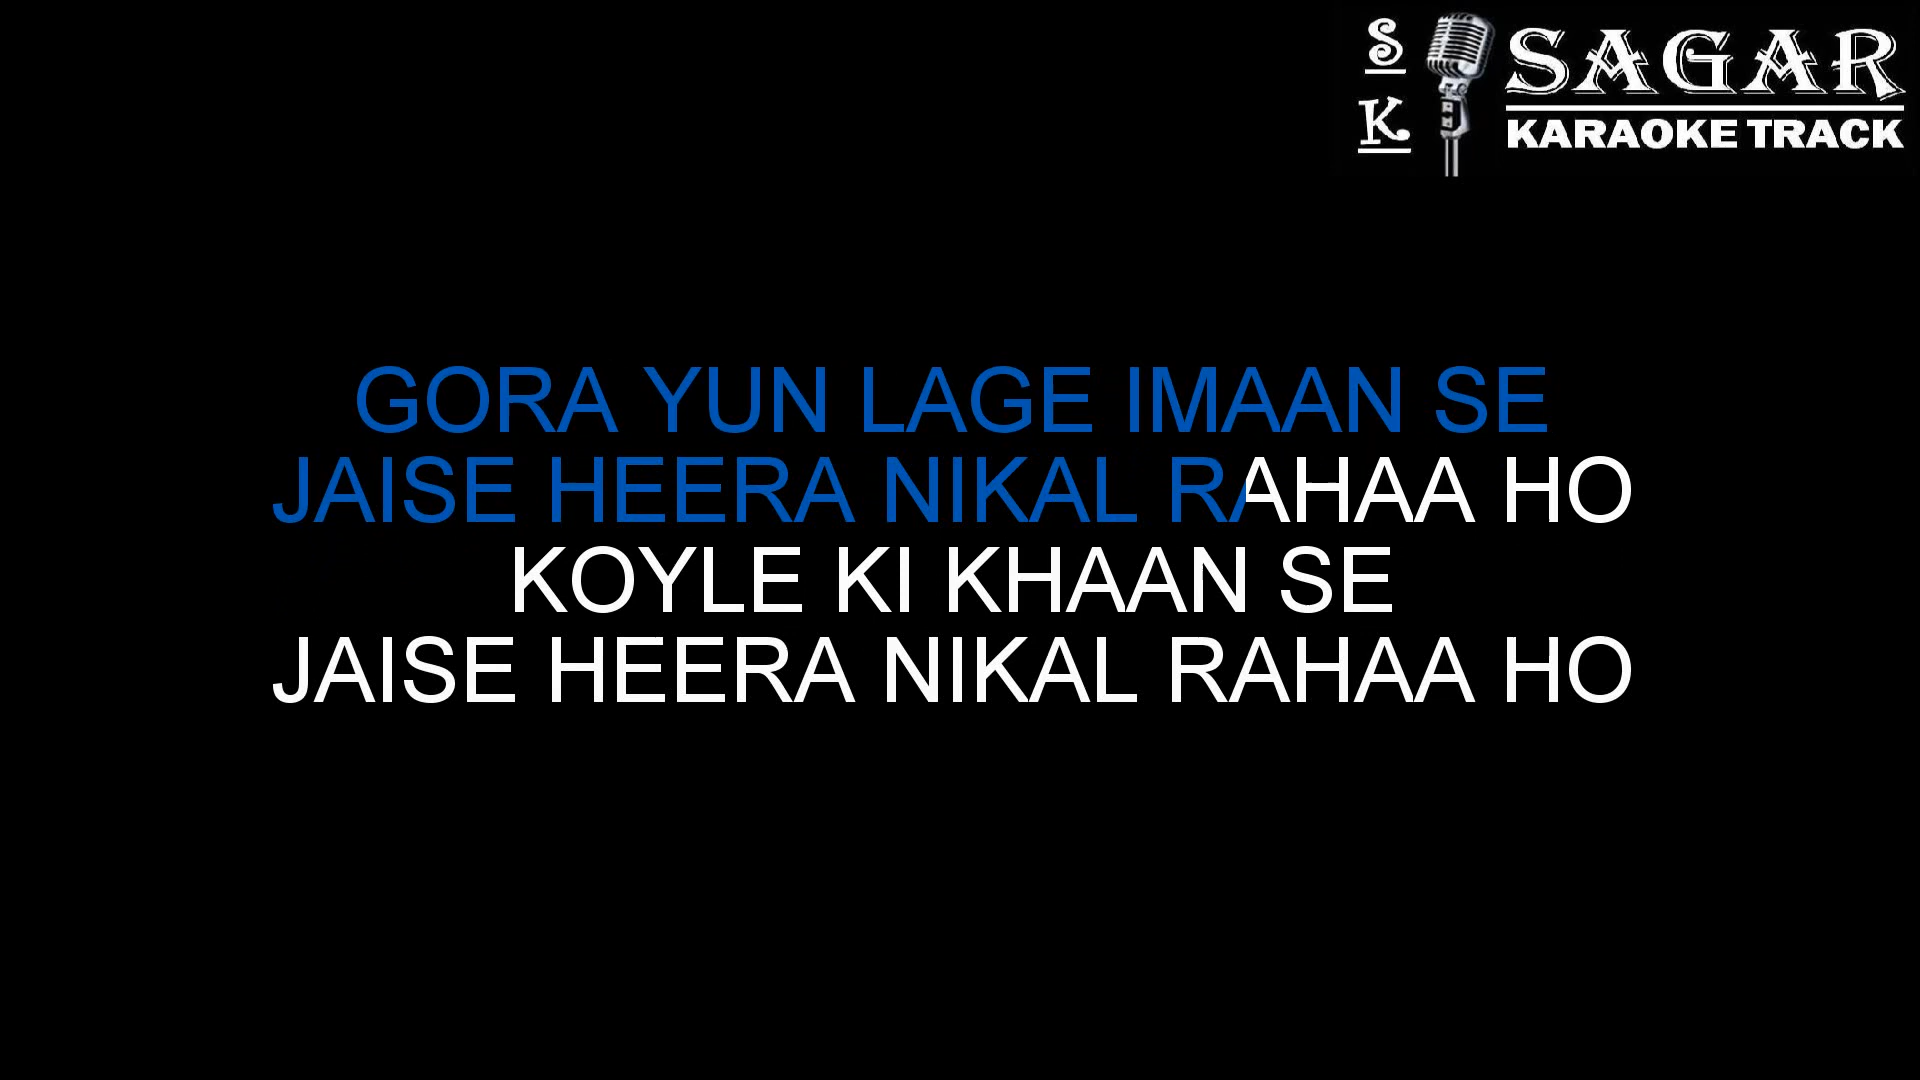 S
K
SAGAR
KARAOKE TRACK
GORA YUN LAGE IMAAN SE
JAISE HEERA NIKAL RAHAA HO
KOYLE KI KHAAN SE
JAISE HEERA NIKAL RAHAA HO